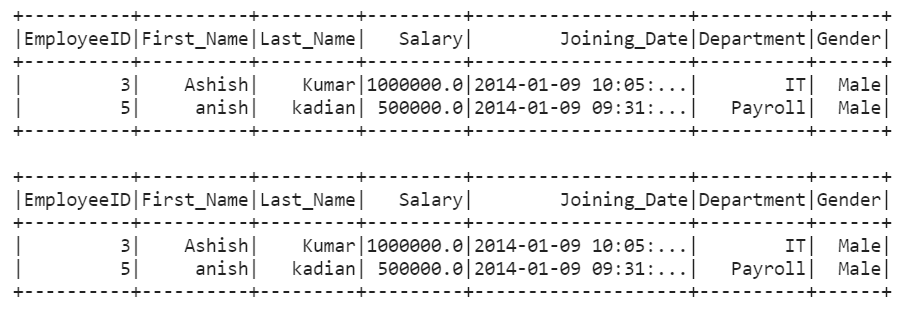 +----------+----------+---------+---------+--------------------+----------+------+
|EmployeeID|First_Name|Last_Name|   Salary|        Joining_Date|Department|Gender|
+----------+----------+---------+---------+--------------------+----------+------+
|         3|    Ashish|    Kumar|1000000.0|2014-01-09 10:05:...|        IT|  Male|
|         5|     anish|   kadian| 500000.0|2014-01-09 09:31:...|   Payroll|  Male|
+----------+----------+---------+---------+--------------------+----------+------+

+----------+----------+---------+---------+--------------------+----------+------+
|EmployeeID|First_Name|Last_Name|   Salary|        Joining_Date|Department|Gender|
+----------+----------+---------+---------+--------------------+----------+------+
|         3|    Ashish|    Kumar|1000000.0|2014-01-09 10:05:...|        IT|  Male|
|         5|     anish|   kadian| 500000.0|2014-01-09 09:31:...|   Payroll|  Male|
+----------+----------+---------+---------+--------------------+----------+------+